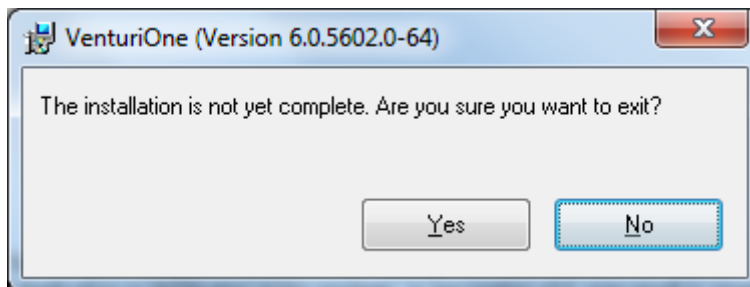 VenturiOne (Version 6.0.5602.0-64)
The installation is not yet complete. Are you sure you want to exit?
Yes
No